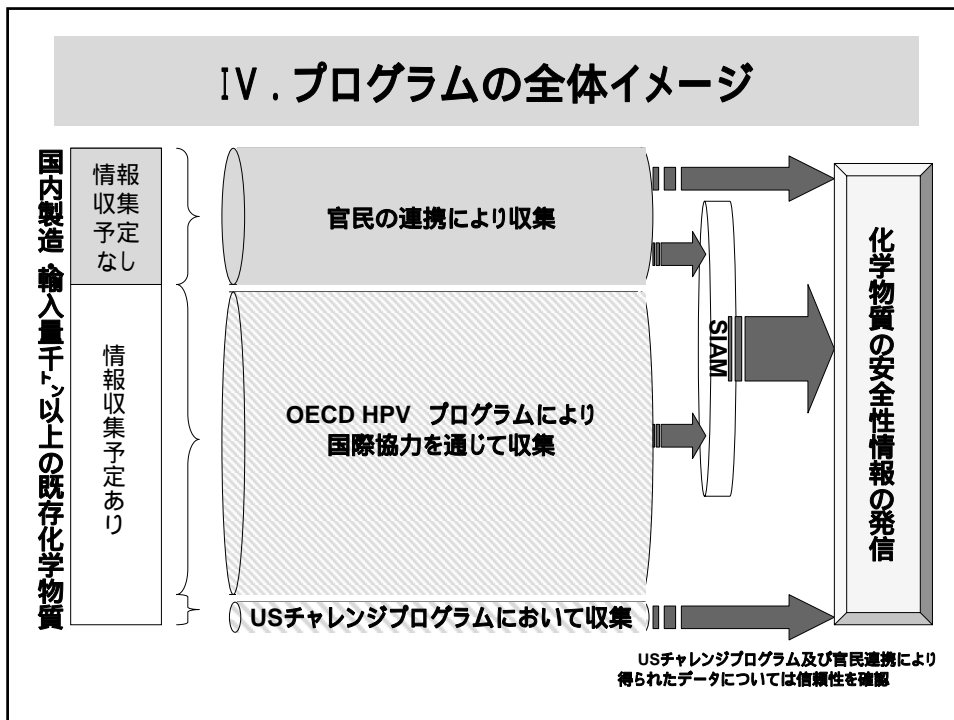 Ⅳ．プログラムの全体イメージ
国内製造・輸入量千トン以上の既存化学物質
情報
収集
予定
なし
情報収集予定あり
官民の連携により収集
OECD HPV プログラムにより
国際協力を通じて収集
USチャレンジプログラムにおいて収集
SIAM
化学物質の安全性情報の発信
USチャレンジプログラム及び官民連携により
得られたデータについては信頼性を確認